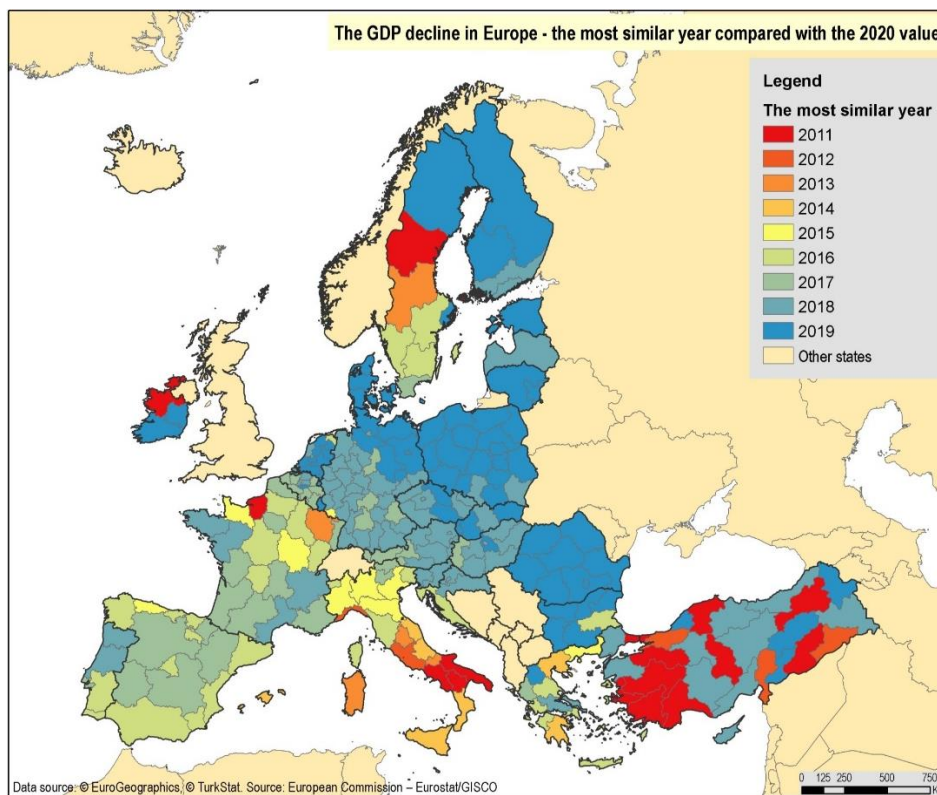 The GDP decline in Europe - the most similar year compared with the 2020 value
Legend
The most similar year
2011
2012
2013
2014
2015
2016
2017
2018
2019
Other states
Data source: © EuroGeographics, © TurkStat. Source: European Commission – Eurostat/GISCO
0 125 250 500 750
K